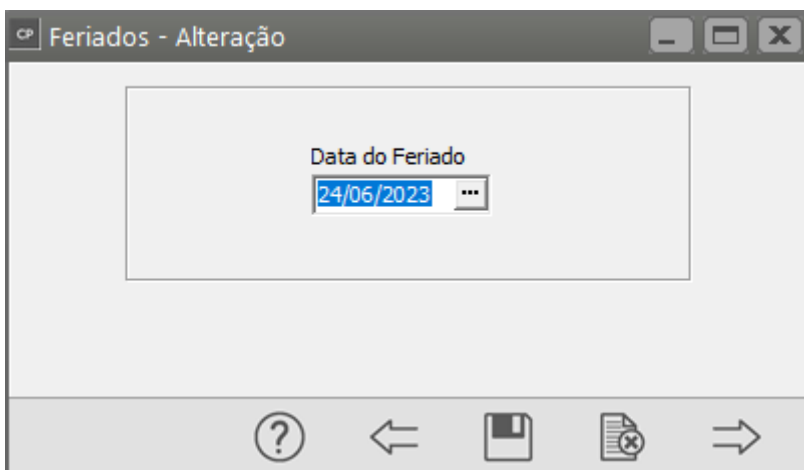 CP Feriados - Alteração
Data do Feriado
24/06/2023 ...
?